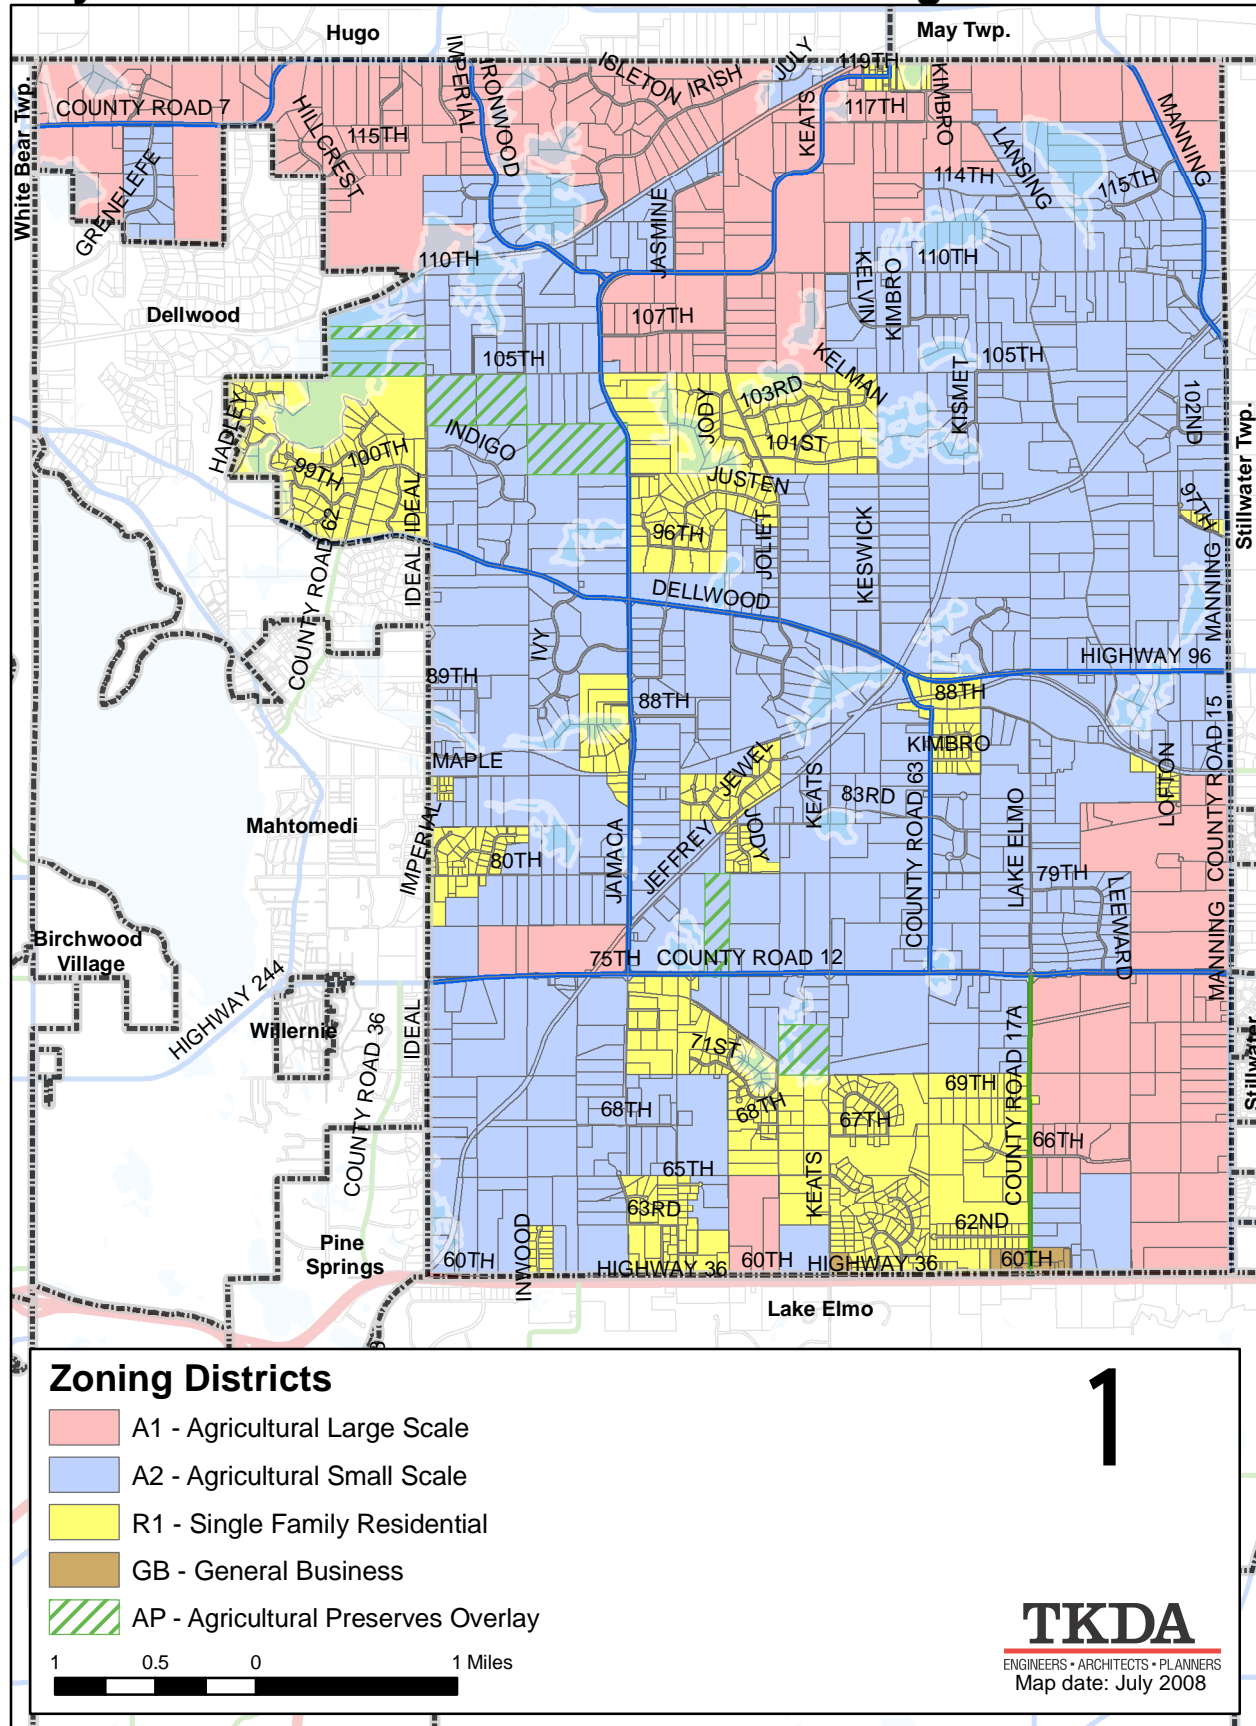 Hugo
May Twp.
White Bear Twp.
COUNTY ROAD 7
HILLCREST
115TH
IMPERIAL
IRONWOOD
ISLETON
IRISH
JULY
119TH
117TH
KEATS
KIMBRO
MANNING
GRENELEFE
JASMINE
114TH
LANSING
115TH
110TH
KELVIN
KIMBRO
110TH
Dellwood
107TH
105TH
KELMAN
105TH
KISMET
102ND
Stillwater Twp.
HADLEY
103RD
JODY
101ST
INDIGO
100TH
99TH
IDEAL
JUSTEN
97TH
COUNTY ROAD 62
96TH
JOLIET
KESWICK
IDEAL
DELLWOOD
MANNING
IVY
HIGHWAY 96
89TH
88TH
88TH
MAPLE
JEWEL
KIMBRO
KEATS
83RD
COUNTY ROAD 63
LOFTON
COUNTY ROAD 15
Mahtomedi
IMPERIAL
80TH
JAMACA
JEFFREY
JODY
LAKE ELMO
79TH
LEEWARD
MANNING
Birchwood
Village
75TH
COUNTY ROAD 12
HIGHWAY 244
Willernie
COUNTY ROAD 36
IDEAL
71ST
COUNTY ROAD 17A
Stillwater
69TH
68TH
68TH
67TH
66TH
65TH
KEATS
63RD
62ND
Pine
Springs
60TH
INWOOD
HIGHWAY 36
60TH
HIGHWAY 36
60TH
Lake Elmo
Zoning Districts
1
A1 - Agricultural Large Scale
A2 - Agricultural Small Scale
R1 - Single Family Residential
GB - General Business
AP - Agricultural Preserves Overlay
1 0.5 0 1 Miles
TKDA
ENGINEERS • ARCHITECTS • PLANNERS
Map date: July 2008